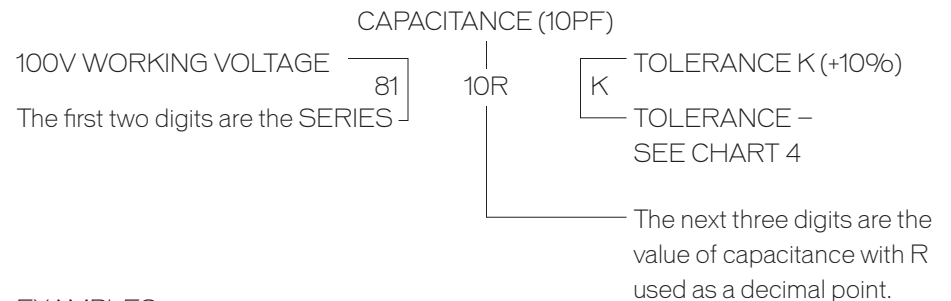 CAPACITANCE (10PF)
100V WORKING VOLTAGE
81
10R
K
TOLERANCE K (+10%)
The first two digits are the SERIES
TOLERANCE –
SEE CHART 4
The next three digits are the
value of capacitance with R
used as a decimal point.